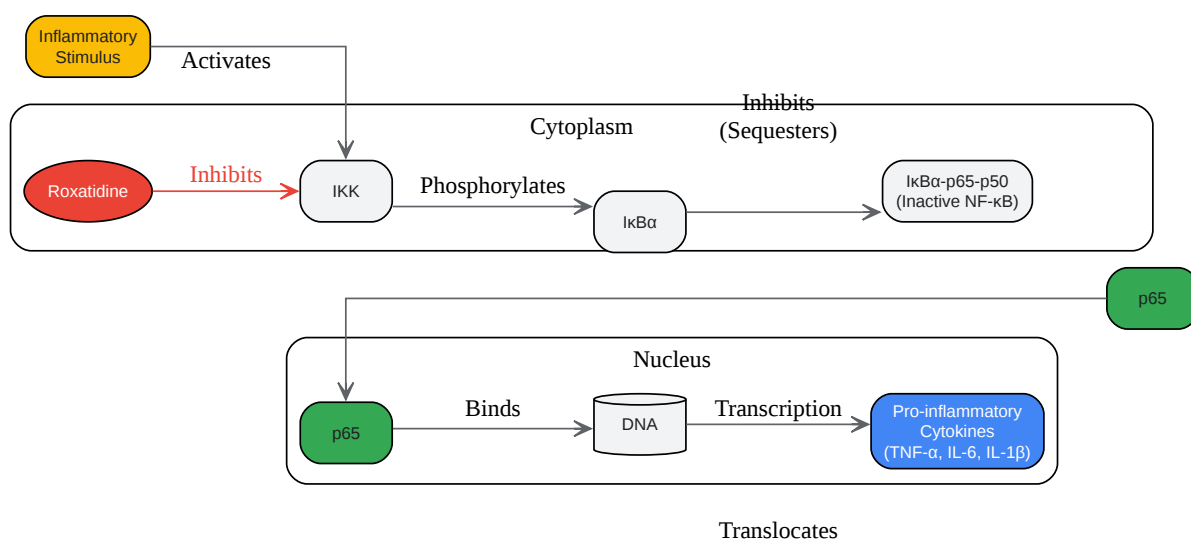 Inflammatory
Stimulus
Activates
Inhibits
(Sequesters)
Cytoplasm
Roxatidine
Inhibits
IKK
Phosphorylates
IκBα
IκBα-p65-p50
(Inactive NF-κB)
p65
Nucleus
p65
Binds
DNA
Transcription
Pro-inflammatory
Cytokines
(TNF-α, IL-6, IL-1β)
Translocates